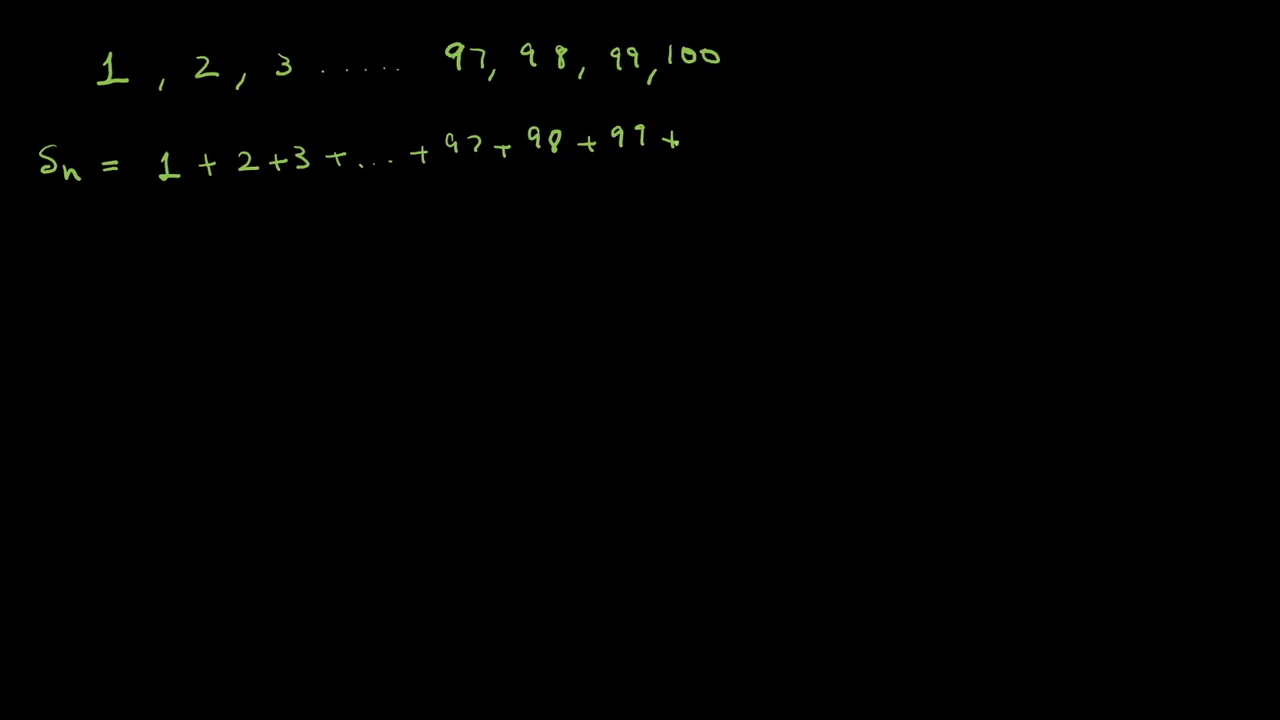 1 , 2 , 3 ..... 97, 98, 99, 100
Sn = 1 + 2 + 3 + ... + 97 + 98 + 99 +